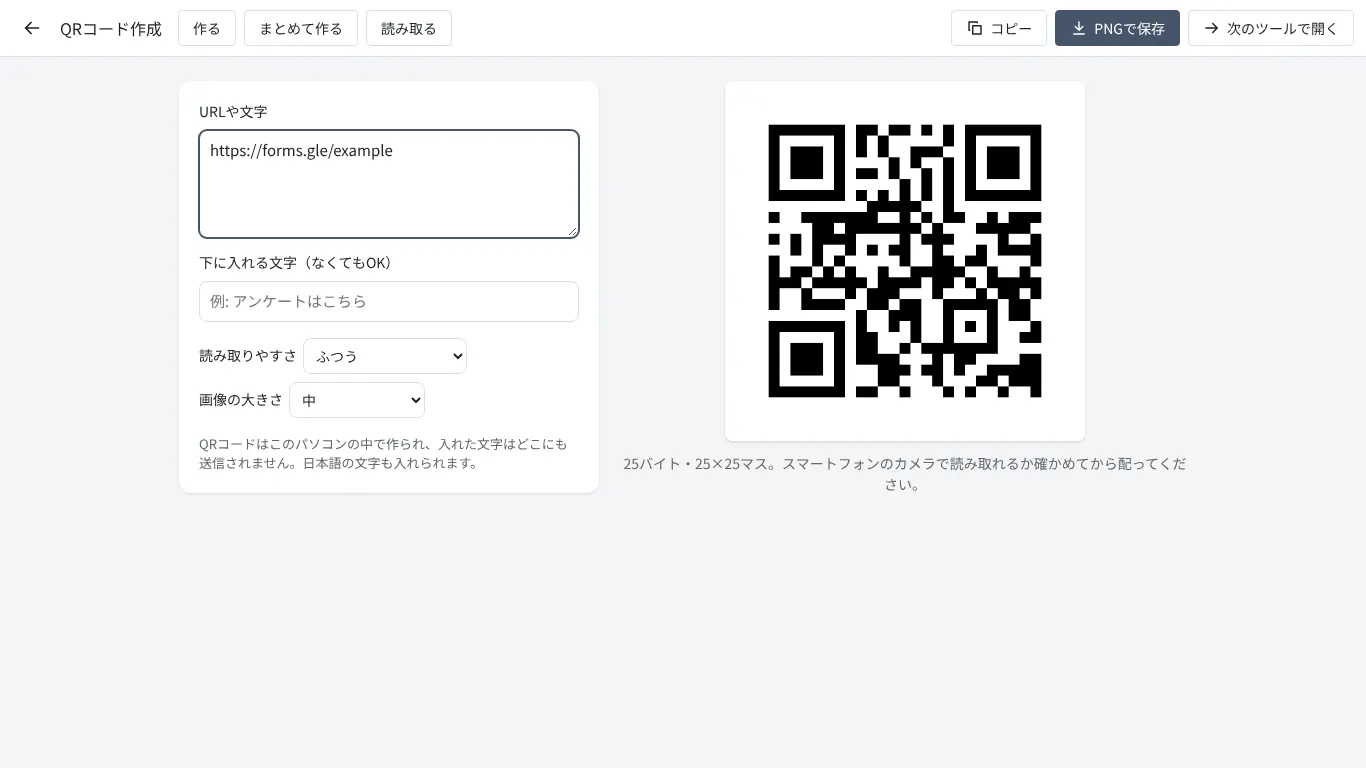 QRコード作成
作る
まとめて作る
読み取る
コピー
PNGで保存
次のツールで開く
URLや文字
https://forms.gle/example
下に入れる文字（なくてもOK）
例: アンケートはこちら
読み取りやすさ
ふつう
画像の大きさ
中
QRコードはこのパソコンの中で作られ、入れた文字はどこにも
送信されません。日本語の文字も入れられます。
25バイト・25×25マス。スマートフォンのカメラで読み取れるか確かめてから配ってくだ
さい。